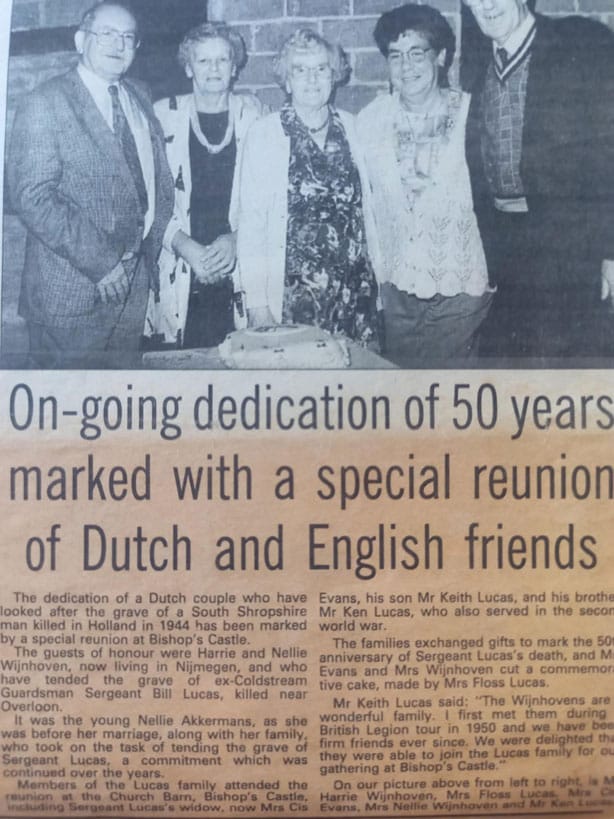 On-going dedication of 50 years
marked with a special reunion
of Dutch and English friends
The dedication of a Dutch couple who have
looked after the grave of a South Shropshire
man killed in Holland in 1944 has been marked
by a special reunion at Bishop's Castle.
The guests of honour were Harrie and Nellie
Wijnhoven, now living in Nijmegen, and who
have tended the grave of ex-Coldstream
Guardsman Sergeant Bill Lucas, killed near
Overloon.
It was the young Nellie Akkermans, as she
was before her marriage, along with her family,
who took on the task of tending the grave of
Sergeant Lucas, a commitment which was
continued over the years.
Members of the Lucas family attended the
reunion at the Church Barn, Bishop's Castle,
including Sergeant Lucas's widow, now Mrs Cis
Evans, his son Mr Keith Lucas, and his brothe
Mr Ken Lucas, who also served in the secon
world war.
The families exchanged gifts to mark the 50t
anniversary of Sergeant Lucas's death, and M
Evans and Mrs Wijnhoven cut a commemor
tive cake, made by Mrs Floss Lucas.
Mr Keith Lucas said: "The Wijnhovens are
wonderful family. I first met them during
British Legion tour in 1950 and we have bee
firm friends ever since. We were delighted tha
they were able to join the Lucas family for ou
gathering at Bishop's Castle."
On our picture above from left to right, is M
Harrie Wijnhoven, Mrs Floss Lucas, Mrs Ci
Evans, Mrs Nellie Wijnhoven and Mr Ken Lucas